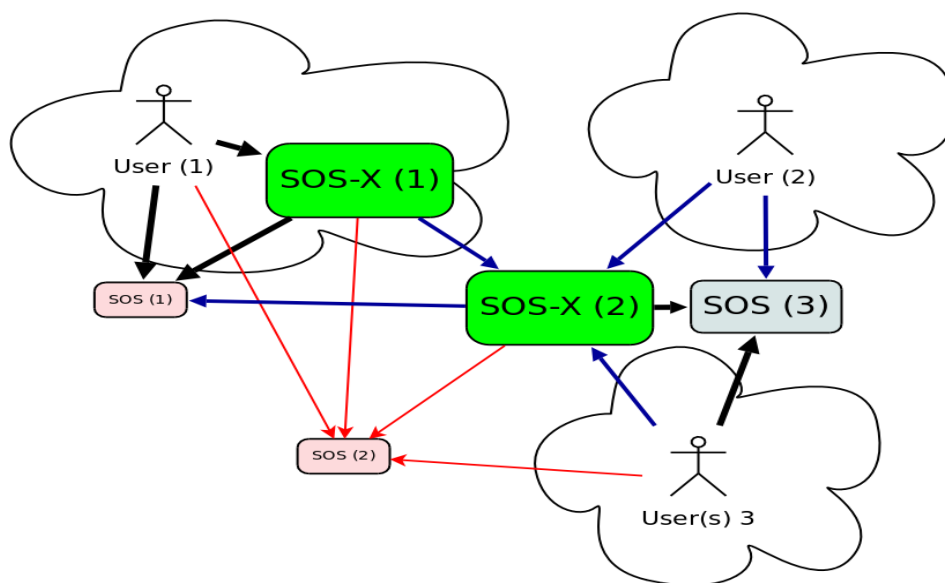 User (1)
SOS-X (1)
User (2)
SOS (1)
SOS-X (2)
SOS (3)
SOS (2)
User(s) 3